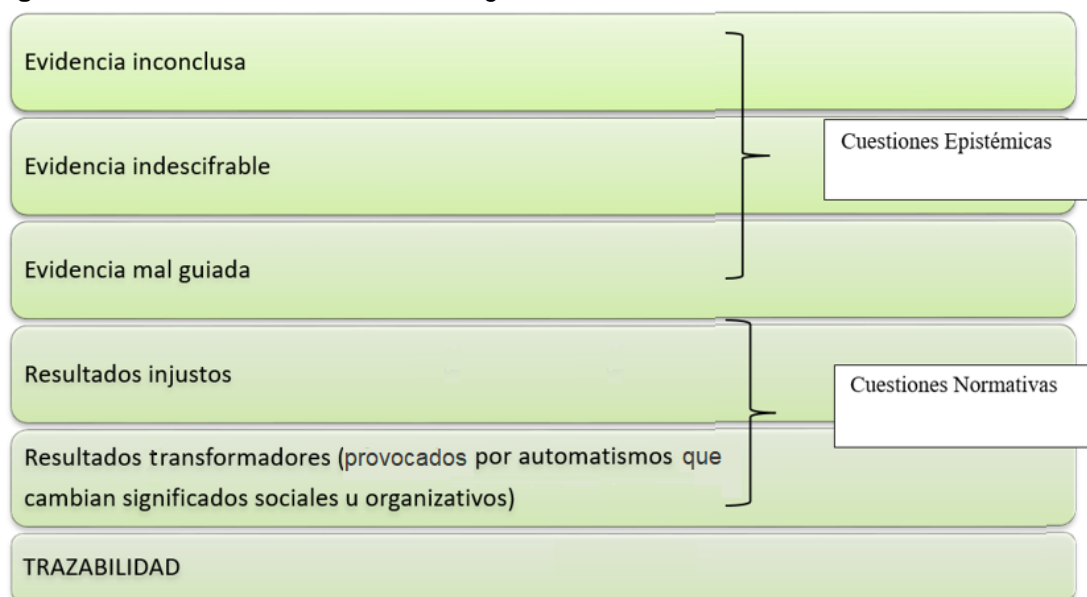 Evidencia inconclusa
Evidencia indescifrable
Cuestiones Epistémicas
Evidencia mal guiada
Resultados injustos
Cuestiones Normativas
Resultados transformadores (provocados por automatismos que
cambian significados sociales u organizativos)
TRAZABILIDAD